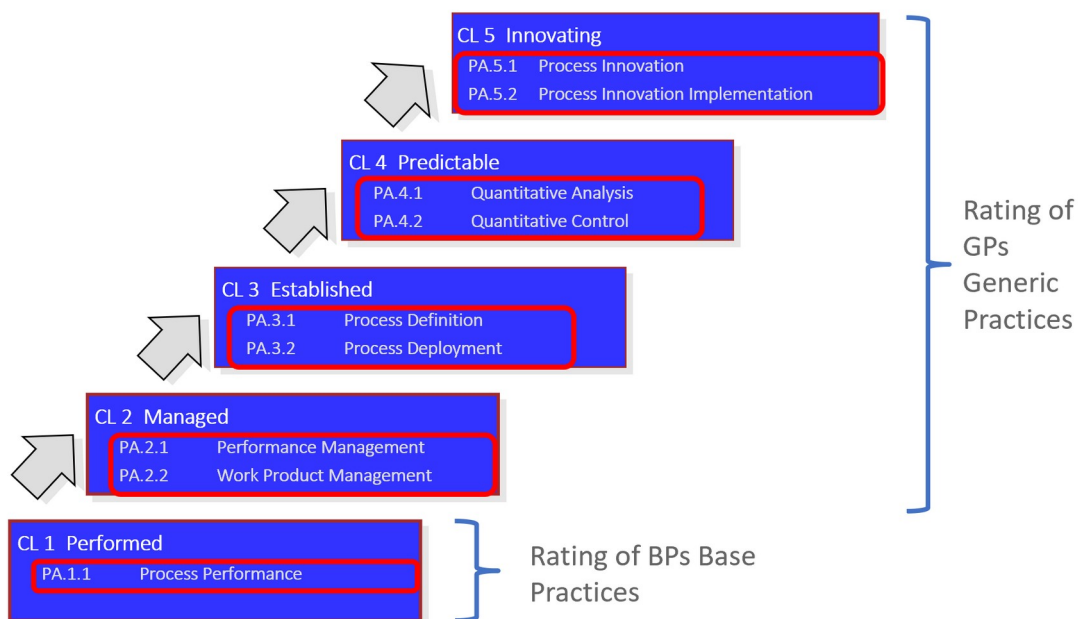 CL 5 Innovating
PA.5.1 Process Innovation
PA.5.2 Process Innovation Implementation
CL 4 Predictable
PA.4.1 Quantitative Analysis
PA.4.2 Quantitative Control
CL 3 Established
PA.3.1 Process Definition
PA.3.2 Process Deployment
CL 2 Managed
PA.2.1 Performance Management
PA.2.2 Work Product Management
CL 1 Performed
PA.1.1 Process Performance
Rating of
GPs
Generic
Practices
Rating of BPs Base
Practices